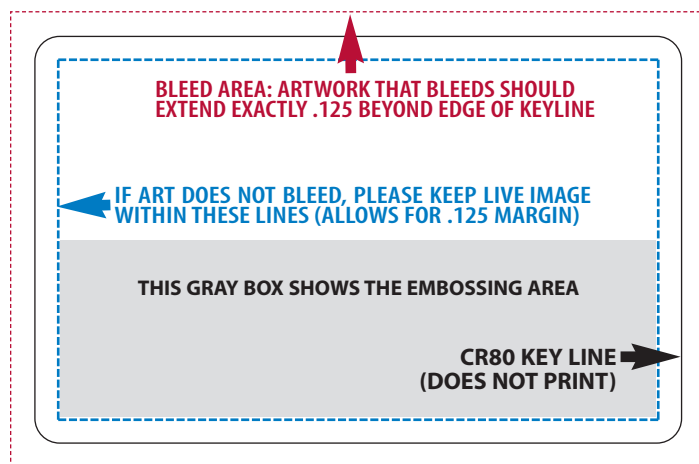 BLEED AREA: ARTWORK THAT BLEEDS SHOULD
EXTEND EXACTLY .125 BEYOND EDGE OF KEYLINE
IF ART DOES NOT BLEED, PLEASE KEEP LIVE IMAGE
WITHIN THESE LINES (ALLOWS FOR .125 MARGIN)
THIS GRAY BOX SHOWS THE EMBOSSING AREA
CR80 KEY LINE
(DOES NOT PRINT)